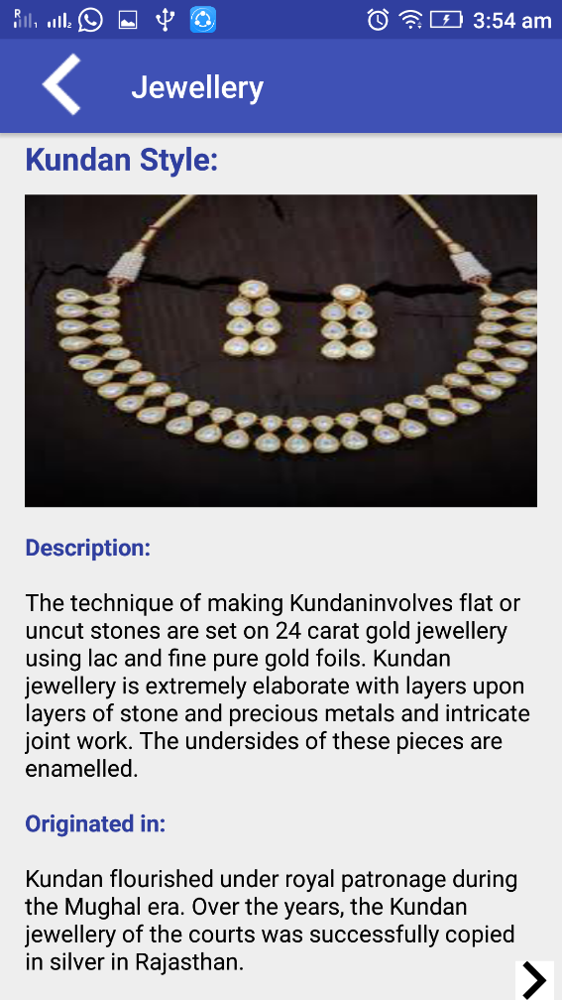 R
1
2
3:54 am
Jewellery
Kundan Style:
Description:
The technique of making Kundaninvolves flat or
uncut stones are set on 24 carat gold jewellery
using lac and fine pure gold foils. Kundan
jewellery is extremely elaborate with layers upon
layers of stone and precious metals and intricate
joint work. The undersides of these pieces are
enamelled.
Originated in:
Kundan flourished under royal patronage during
the Mughal era. Over the years, the Kundan
jewellery of the courts was successfully copied
in silver in Rajasthan.